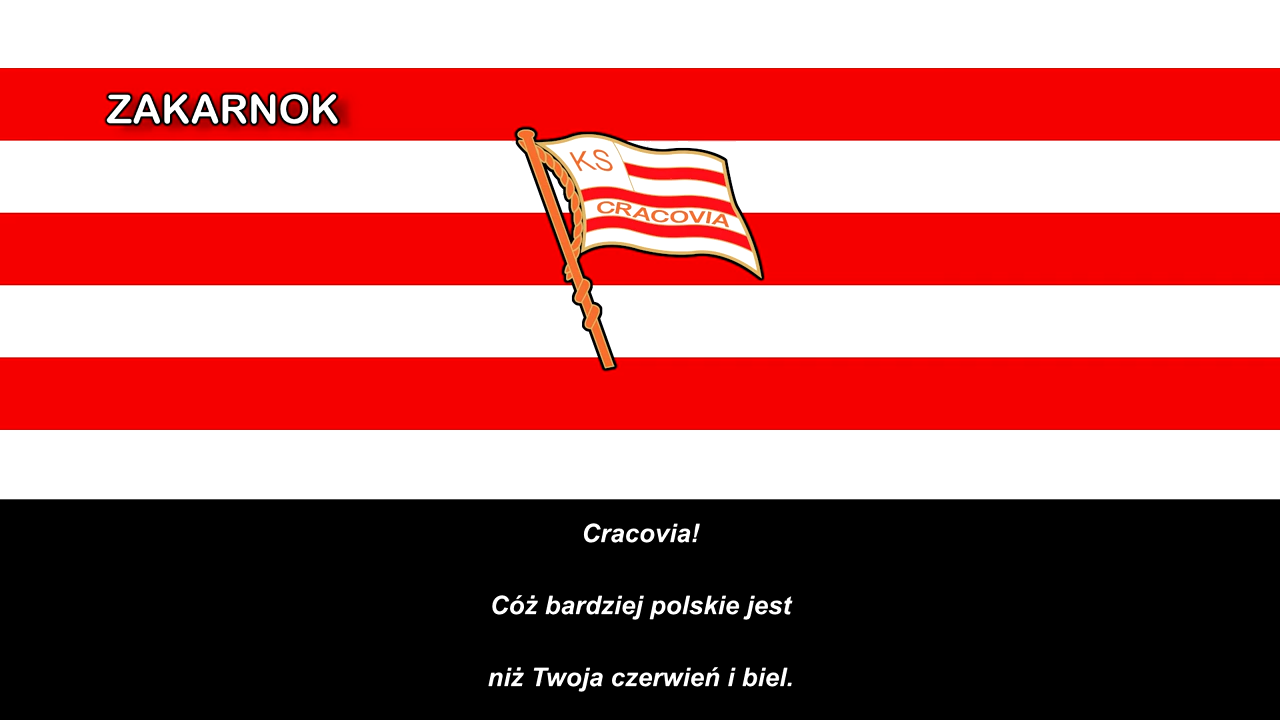 ZAKARNOK
KS
CRACOVIA
Cracovia!
Cóż bardziej polskie jest
niż Twoja czerwień i biel.